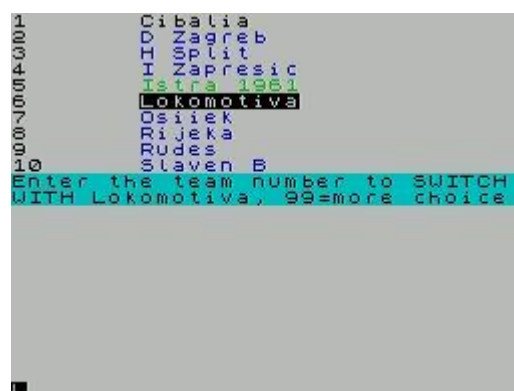 1 Cibalia
2 D Zagreb
3 H Split
4 I Zapresic
5 Istra 1961
6 Lokomotiva
7 Osijek
8 Rijeka
9 Rudes
10 Slaven B
Enter the team number to SWITCH
WITH Lokomotiva, 99=more choice
L